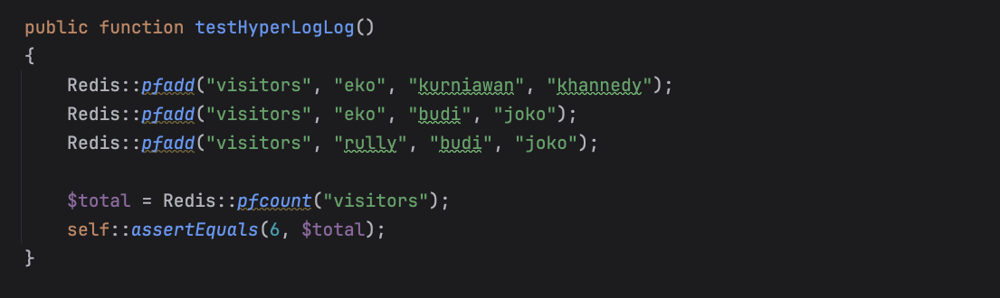 public function testHyperLogLog()
{
    Redis::pfadd("visitors", "eko", "kurniawan", "khannedy");
    Redis::pfadd("visitors", "eko", "budi", "joko");
    Redis::pfadd("visitors", "rully", "budi", "joko");

    $total = Redis::pfcount("visitors");
    self::assertEquals(6, $total);
}